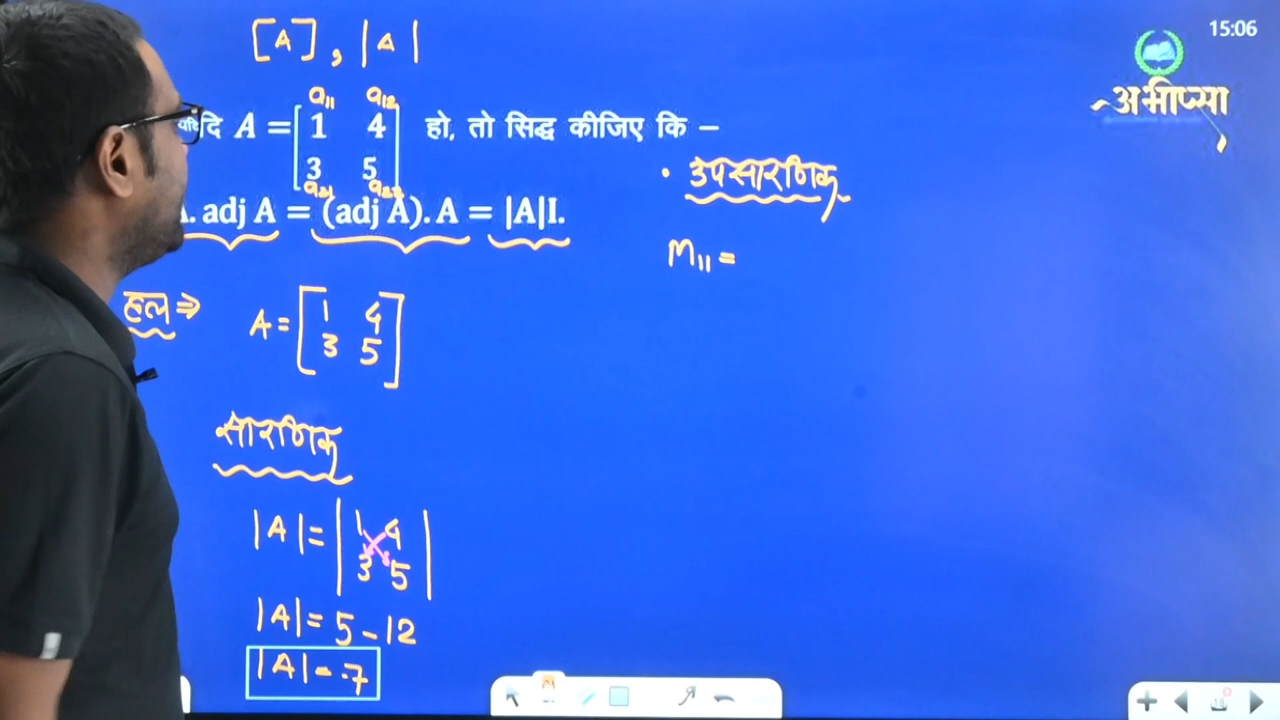 [A], |A|
15:06
अभीप्सा
a₁₁ a₁₂
यदि A = [1 4
3 5] हो, तो सिद्ध कीजिए कि –
a₂₁ a₂₂
A. adj A = (adj A). A = |A|I.
• उपसारणिक
M₁₁ =
हल ⇒ A = [1 4
3 5]
सारणिक
|A| = |1 4
3 5|
|A| = 5 - 12
|A| = -7
18